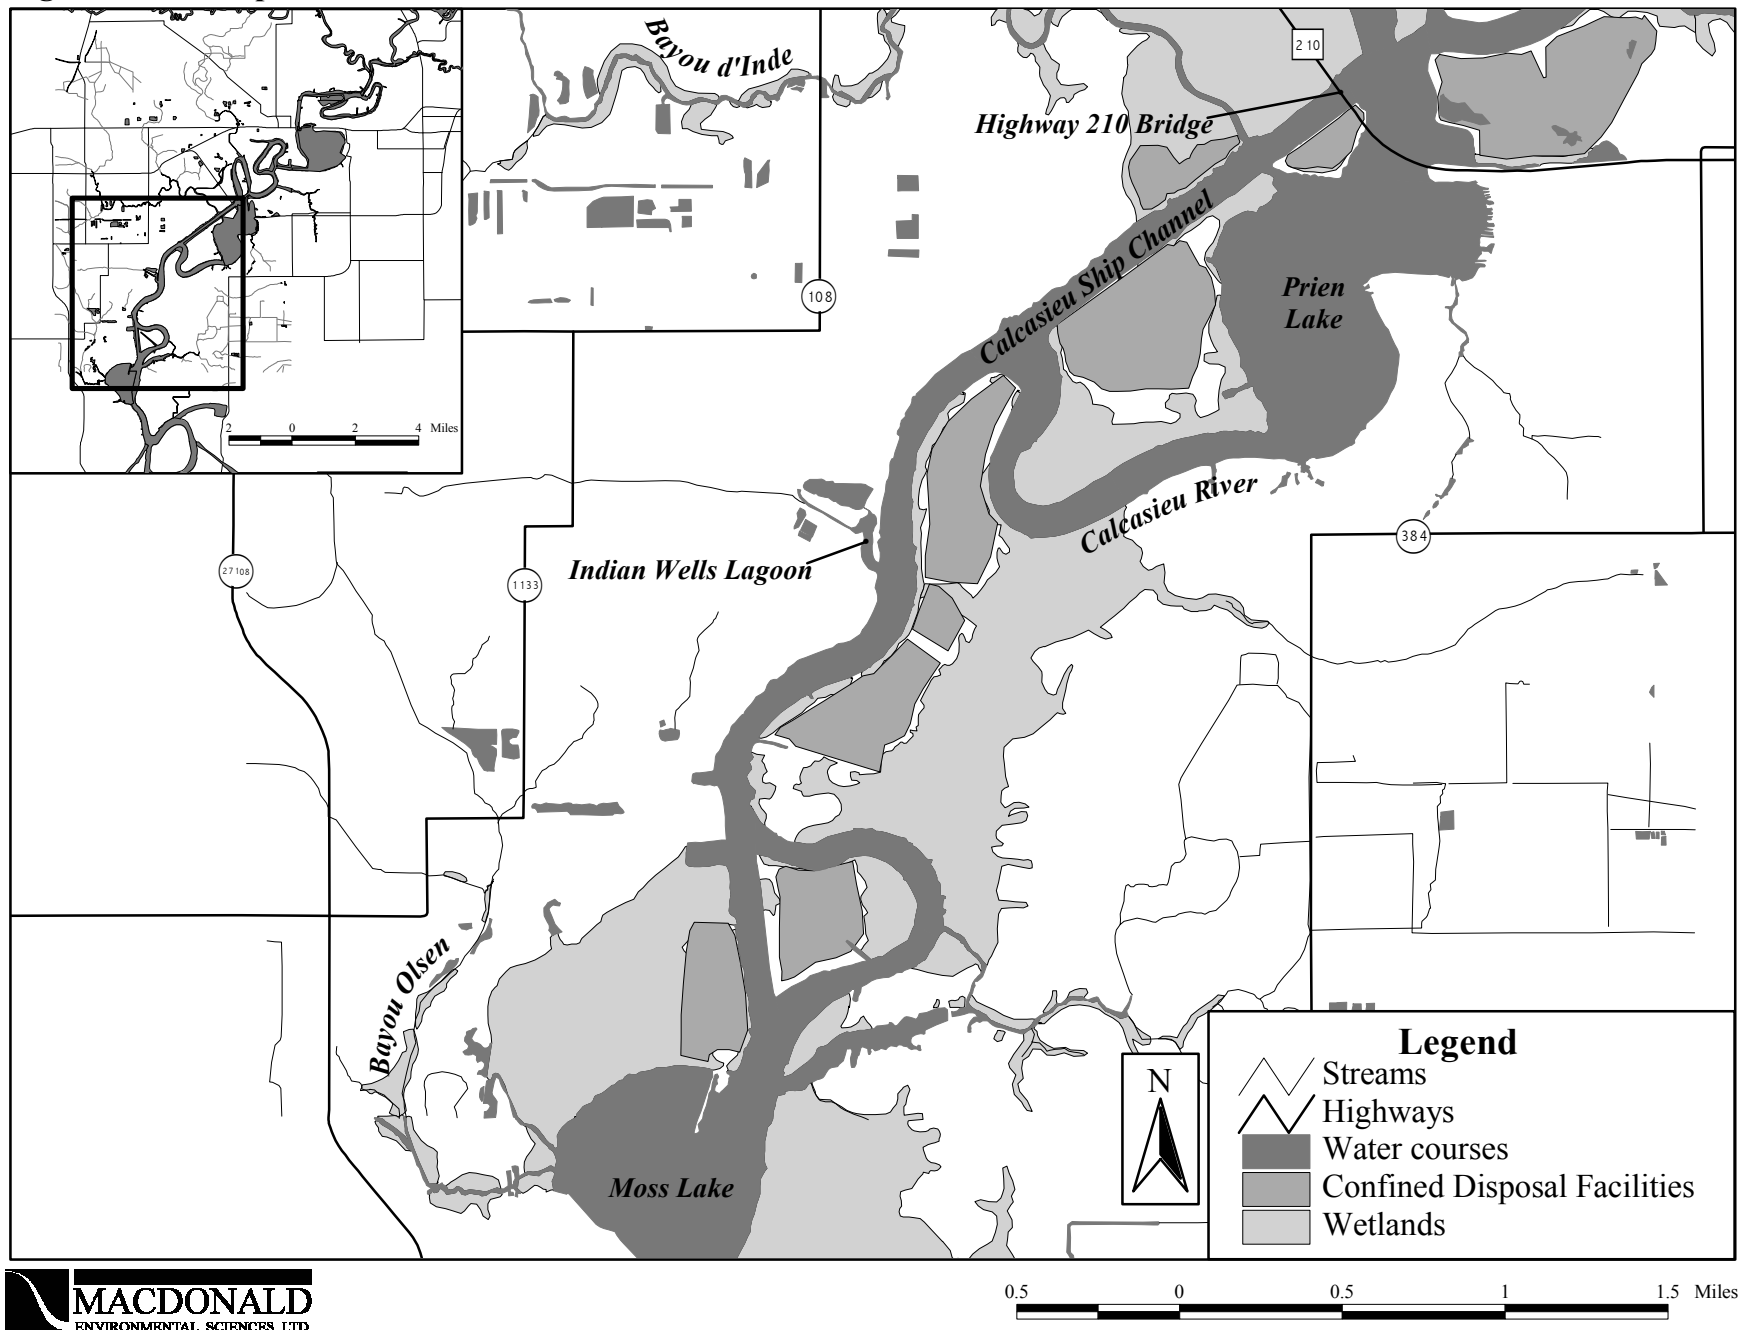 Bayou d'Inde
210
Highway 210 Bridge
Calcasieu Ship Channel
Prien
Lake
108
2 0 2 4 Miles
Calcasieu River
384
27108
1133
Indian Wells Lagoon
Bayou Olsen
Moss Lake
N
Legend
Streams
Highways
Water courses
Confined Disposal Facilities
Wetlands
MACDONALD
ENVIRONMENTAL SCIENCES LTD
0.5 0 0.5 1 1.5 Miles